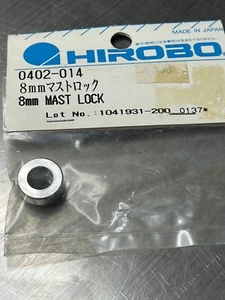 MADE IN JAPAN
HIROBO
0402-014
8mmマストロック
8mm MAST LOCK
Lot No.:1041931-200 0137*